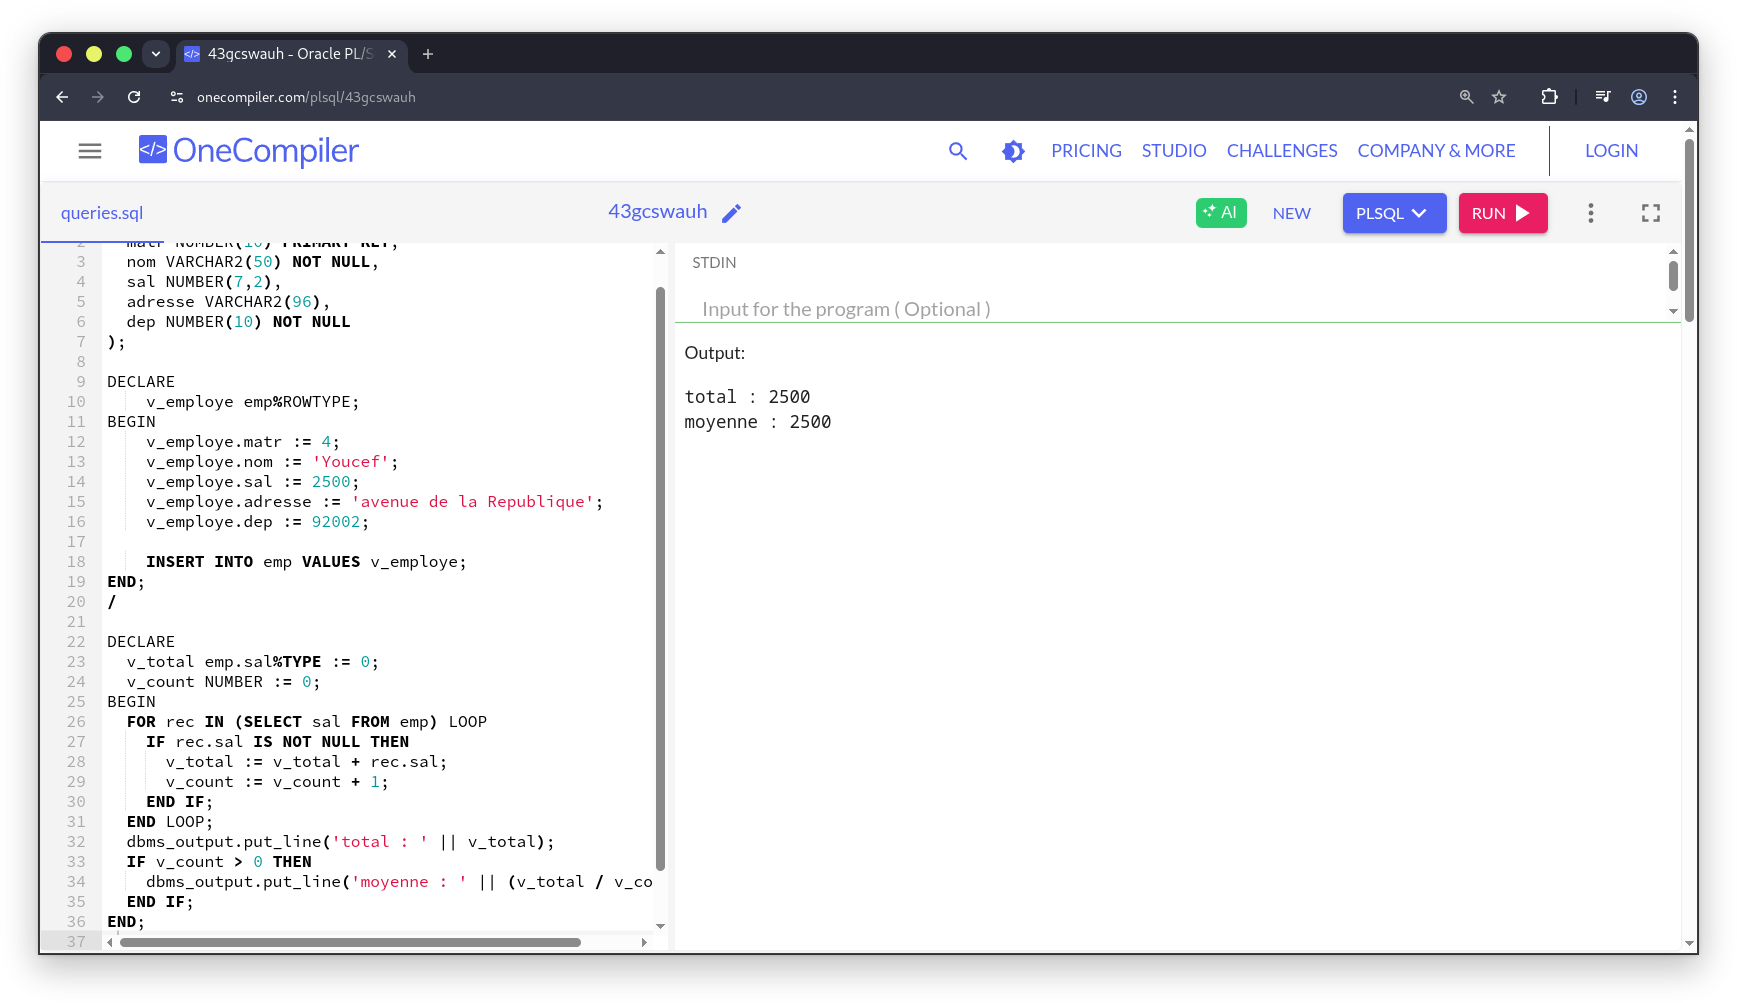 43gcswauh - Oracle PL/S
onecompiler.com/plsql/43gcswauh
</> OneCompiler
PRICING STUDIO CHALLENGES COMPANY & MORE LOGIN
queries.sql
43gcswauh
AI NEW PLSQL RUN
2 matr NUMBER(10) PRIMARY KEY,
3 nom VARCHAR2(50) NOT NULL,
4 sal NUMBER(7,2),
5 adresse VARCHAR2(96),
6 dep NUMBER(10) NOT NULL
7 );
8
9 DECLARE
10 v_employe emp%ROWTYPE;
11 BEGIN
12 v_employe.matr := 4;
13 v_employe.nom := 'Youcef';
14 v_employe.sal := 2500;
15 v_employe.adresse := 'avenue de la Republique';
16 v_employe.dep := 92002;
17
18 INSERT INTO emp VALUES v_employe;
19 END;
20 /
21
22 DECLARE
23 v_total emp.sal%TYPE := 0;
24 v_count NUMBER := 0;
25 BEGIN
26 FOR rec IN (SELECT sal FROM emp) LOOP
27 IF rec.sal IS NOT NULL THEN
28 v_total := v_total + rec.sal;
29 v_count := v_count + 1;
30 END IF;
31 END LOOP;
32 dbms_output.put_line('total : ' || v_total);
33 IF v_count > 0 THEN
34 dbms_output.put_line('moyenne : ' || (v_total / v_co
35 END IF;
36 END;
37
STDIN
Input for the program ( Optional )
Output:
total : 2500
moyenne : 2500